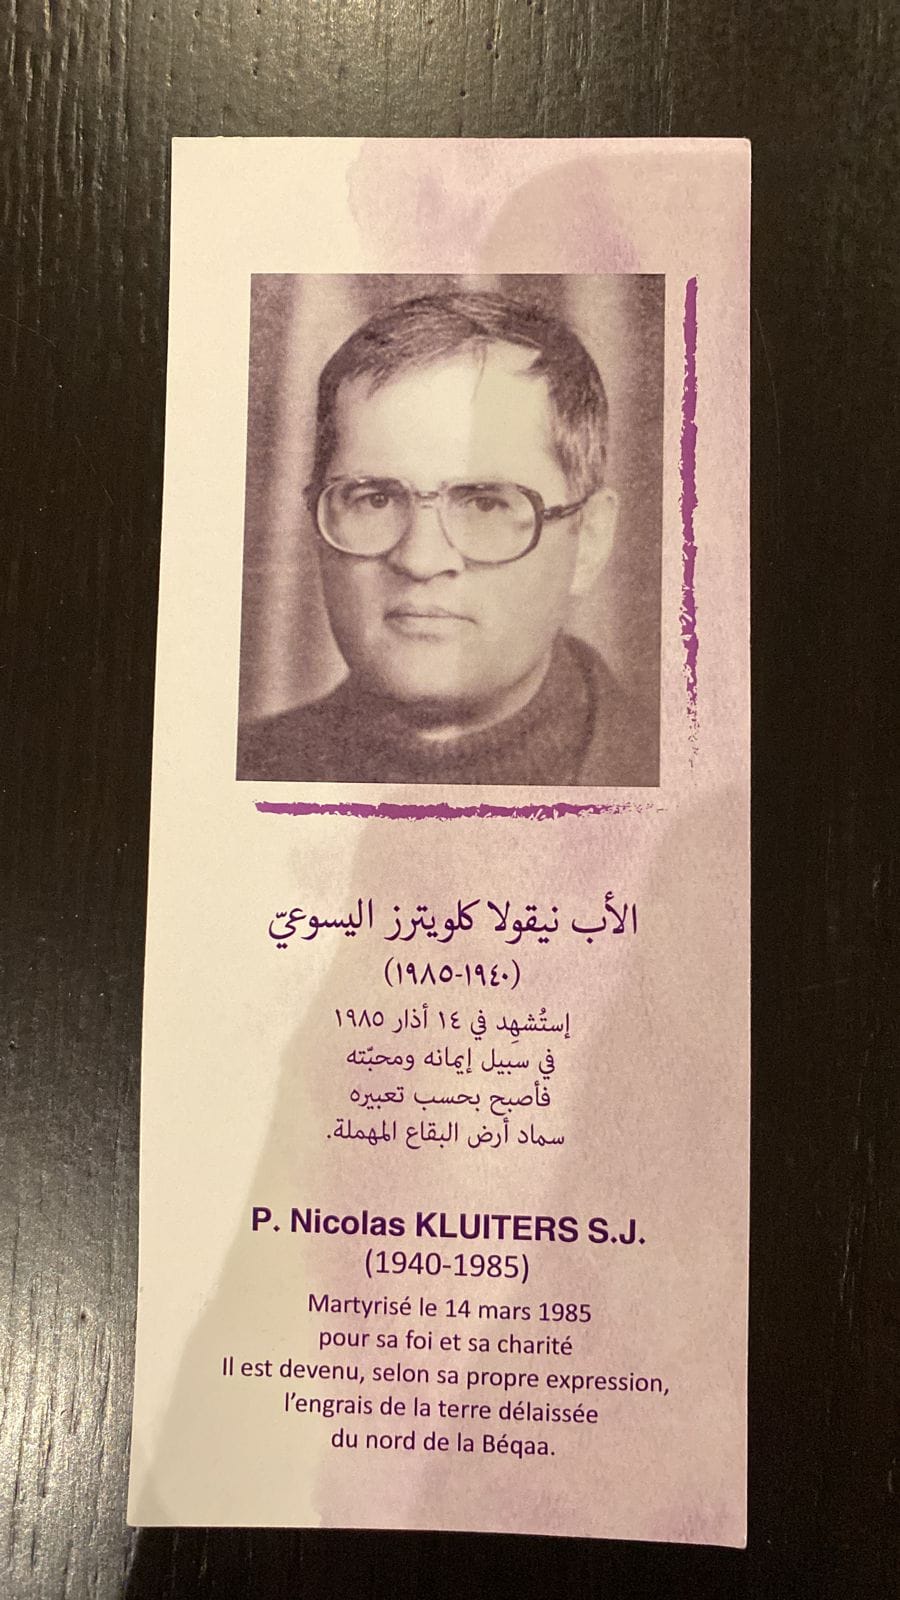 الأب نيقولا كلويترز اليسوعيّ
(١٩٤٠-١٩٨٥)
إستُشهِد في ١٤ أذار ١٩٨٥
في سبيل إيمانه ومحبّته
فأصبح بحسب تعبيره
سماد أرض البقاع المهملة.
P. Nicolas KLUITERS S.J.
(1940-1985)
Martyrisé le 14 mars 1985
pour sa foi et sa charité
Il est devenu, selon sa propre expression,
l’engrais de la terre délaissée
du nord de la Béqaa.